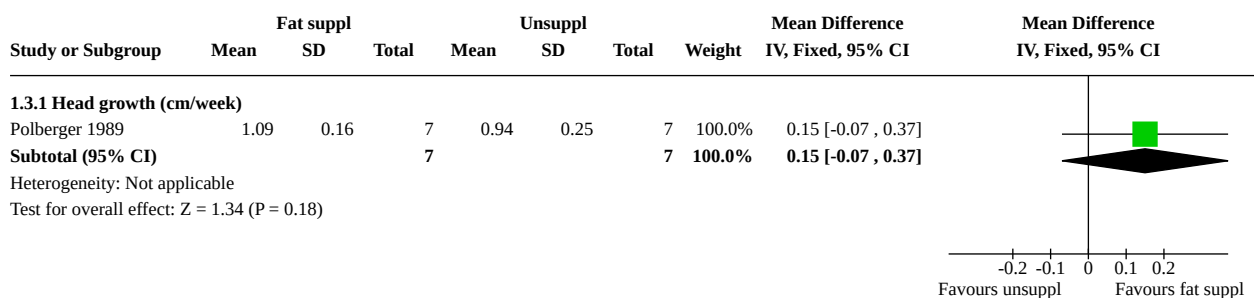 Fat suppl Unsuppl Mean Difference Mean Difference
Study or Subgroup Mean SD Total Mean SD Total Weight IV, Fixed, 95% CI IV, Fixed, 95% CI
1.3.1 Head growth (cm/week)
Polberger 1989 1.09 0.16 7 0.94 0.25 7 100.0% 0.15 [-0.07 , 0.37]
Subtotal (95% CI) 7 7 100.0% 0.15 [-0.07 , 0.37]
Heterogeneity: Not applicable
Test for overall effect: Z = 1.34 (P = 0.18)
-0.2 -0.1 0 0.1 0.2
Favours unsuppl Favours fat suppl